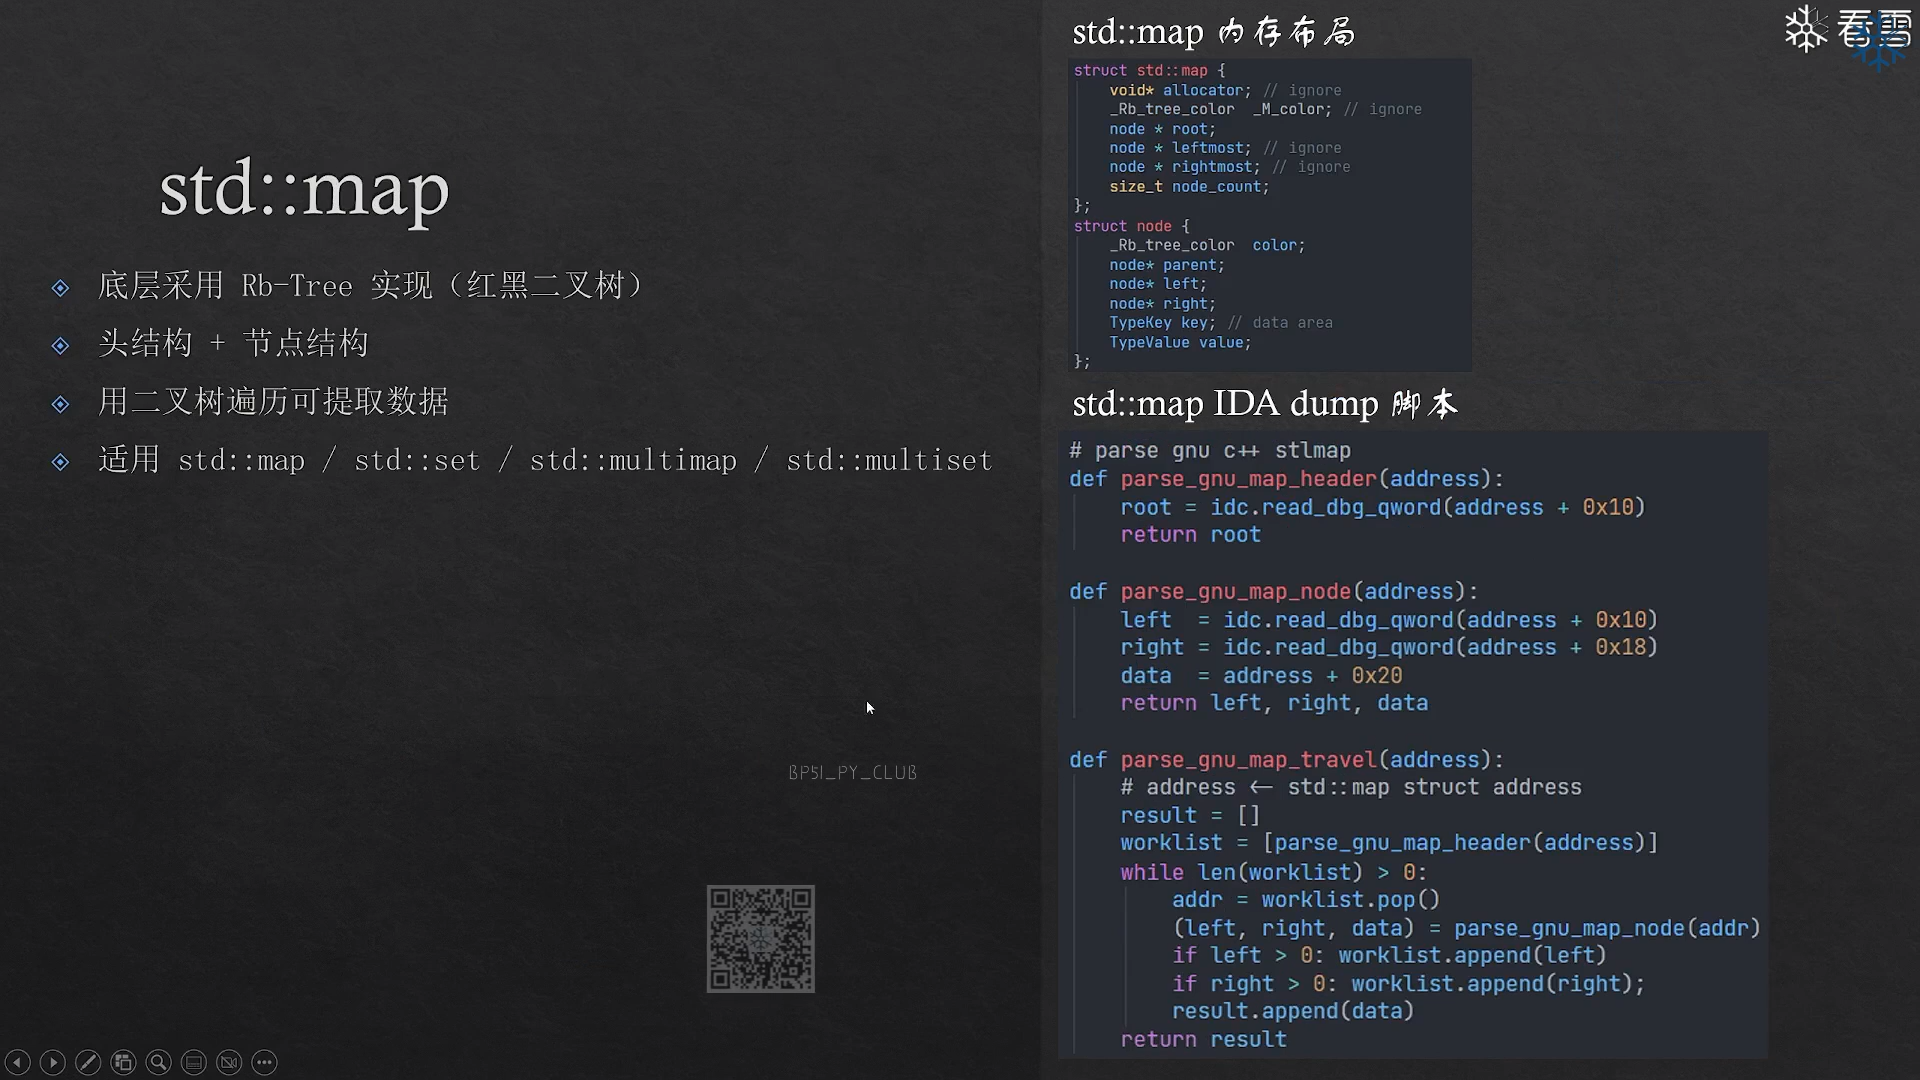 std::map
底层采用 Rb-Tree 实现（红黑二叉树）
头结构 + 节点结构
用二叉树遍历可提取数据
适用 std::map / std::set / std::multimap / std::multiset
BP5I_PY_CLUB
看雪
std::map 内存布局
struct std::map {
    void* allocator; // ignore
    _Rb_tree_color  _M_color; // ignore
    node * root;
    node * leftmost; // ignore
    node * rightmost; // ignore
    size_t node_count;
};
struct node {
    _Rb_tree_color  color;
    node* parent;
    node* left;
    node* right;
    TypeKey key; // data area
    TypeValue value;
};
std::map IDA dump 脚本
# parse gnu c++ stlmap
def parse_gnu_map_header(address):
    root = idc.read_dbg_qword(address + 0x10)
    return root
def parse_gnu_map_node(address):
    left  = idc.read_dbg_qword(address + 0x10)
    right = idc.read_dbg_qword(address + 0x18)
    data  = address + 0x20
    return left, right, data
def parse_gnu_map_travel(address):
    # address <- std::map struct address
    result = []
    worklist = [parse_gnu_map_header(address)]
    while len(worklist) > 0:
        addr = worklist.pop()
        (left, right, data) = parse_gnu_map_node(addr)
        if left > 0: worklist.append(left)
        if right > 0: worklist.append(right);
        result.append(data)
    return result